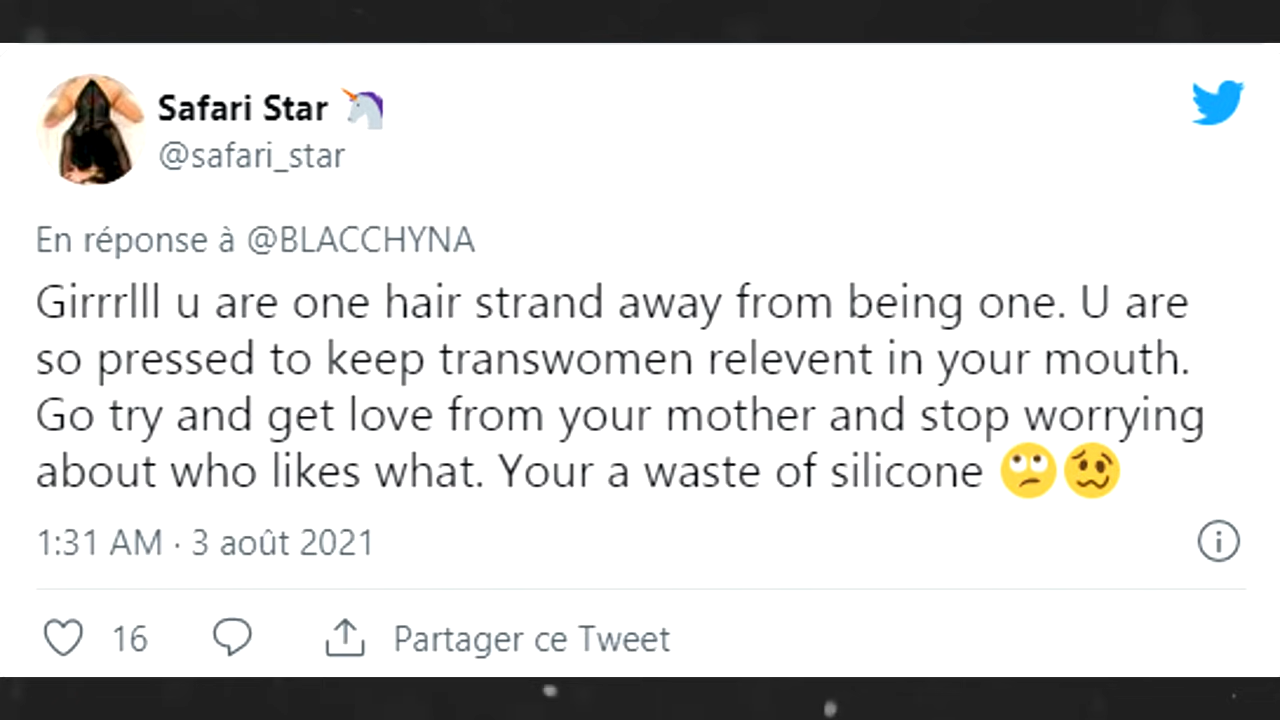 Safari Star 🦄
@safari_star
En réponse à @BLACCHYNA
Girrrlll u are one hair strand away from being one. U are
so pressed to keep transwomen relevent in your mouth.
Go try and get love from your mother and stop worrying
about who likes what. Your a waste of silicone 🙄🥴
1:31 AM · 3 août 2021
16
Partager ce Tweet